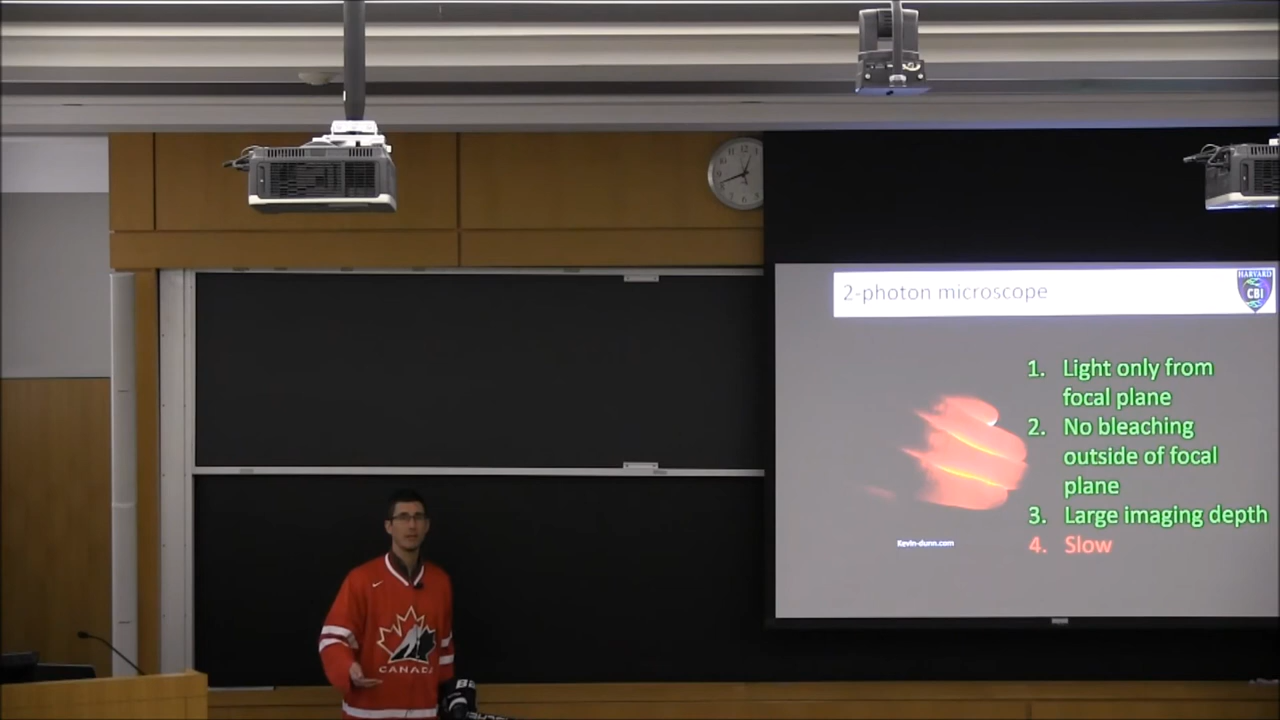 2-photon microscope
HARVARD
CBI
1. Light only from
focal plane
2. No bleaching
outside of focal
plane
3. Large imaging depth
4. Slow
Kevin-dunn.com
CANADA